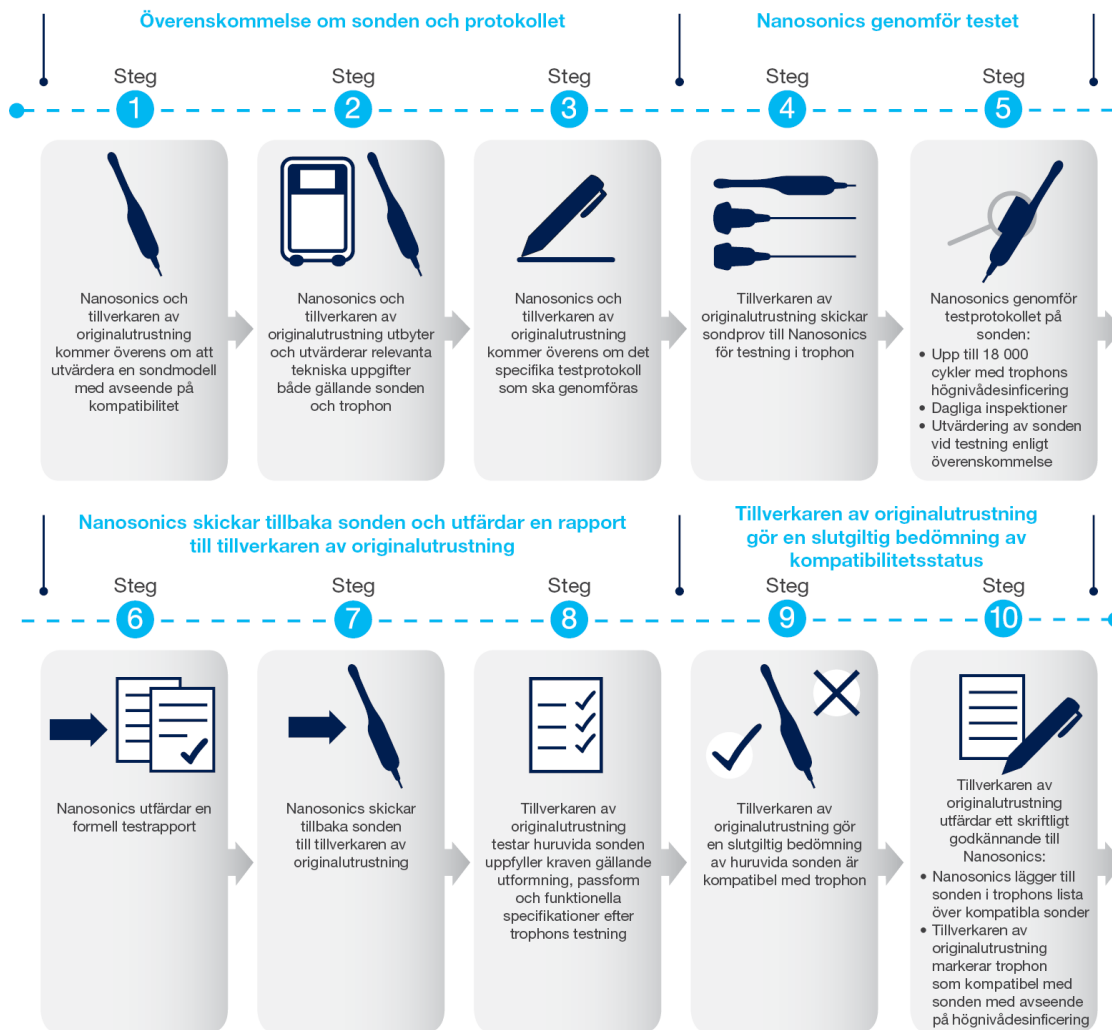 Överenskommelse om sonden och protokollet
Nanosonics genomför testet
Steg
1
Nanosonics och
tillverkaren av
originalutrustning
kommer överens om att
utvärdera en sondmodell
med avseende på
kompatibilitet
Steg
2
Nanosonics och
tillverkaren av
originalutrustning utbyter
och utvärderar relevanta
tekniska uppgifter
både gällande sonden
och trophon
Steg
3
Nanosonics och
tillverkaren av
originalutrustning
kommer överens om det
specifika testprotokoll
som ska genomföras
Steg
4
Tillverkaren av
originalutrustning skickar
sondprov till Nanosonics
för testning i trophon
Steg
5
Nanosonics genomför
testprotokollet på
sonden:
• Upp till 18 000
cykler med trophons
högnivådesinficering
• Dagliga inspektioner
• Utvärdering av sonden
vid testning enligt
överenskommelse
Nanosonics skickar tillbaka sonden och utfärdar en rapport
till tillverkaren av originalutrustning
Tillverkaren av originalutrustning
gör en slutgiltig bedömning av
kompatibilitetsstatus
Steg
6
Nanosonics utfärdar en
formell testrapport
Steg
7
Nanosonics skickar
tillbaka sonden
till tillverkaren av
originalutrustning
Steg
8
Tillverkaren av
originalutrustning
testar huruvida sonden
uppfyller kraven gällande
utformning, passform
och funktionella
specifikationer efter
trophons testning
Steg
9
Tillverkaren av
originalutrustning gör
en slutgiltig bedömning
av huruvida sonden är
kompatibel med trophon
Steg
10
Tillverkaren av
originalutrustning
utfärdar ett skriftligt
godkännande till
Nanosonics:
• Nanosonics lägger till
sonden i trophons lista
över kompatibla sonder
• Tillverkaren av
originalutrustning
markerar trophon
som kompatibel med
sonden med avseende
på högnivådesinficering